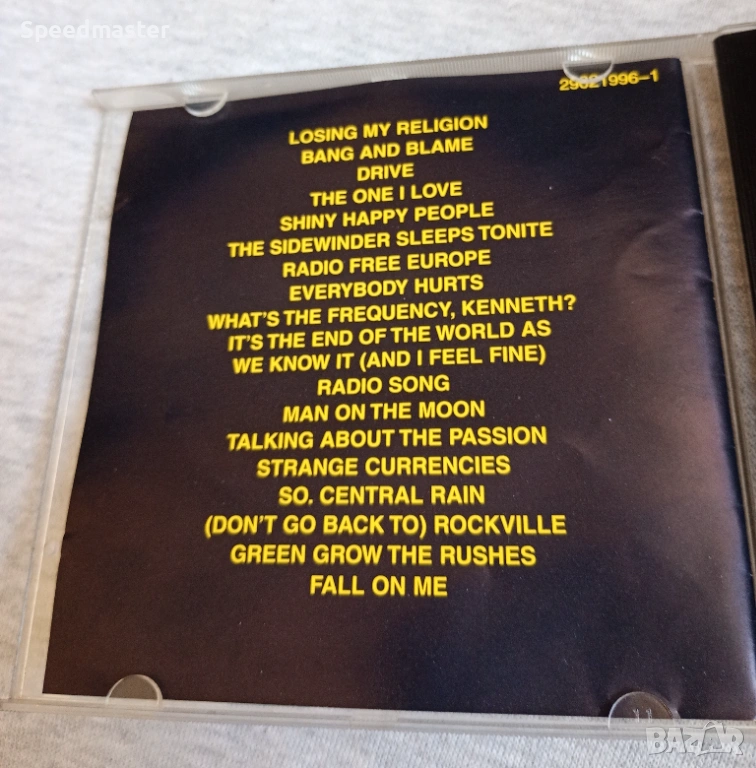 Speedmaster
29621996-1
LOSING MY RELIGION
BANG AND BLAME
DRIVE
THE ONE I LOVE
SHINY HAPPY PEOPLE
THE SIDEWINDER SLEEPS TONITE
RADIO FREE EUROPE
EVERYBODY HURTS
WHAT'S THE FREQUENCY, KENNETH?
IT'S THE END OF THE WORLD AS
WE KNOW IT (AND I FEEL FINE)
RADIO SONG
MAN ON THE MOON
TALKING ABOUT THE PASSION
STRANGE CURRENCIES
SO. CENTRAL RAIN
(DON'T GO BACK TO) ROCKVILLE
GREEN GROW THE RUSHES
FALL ON ME
BAZAR